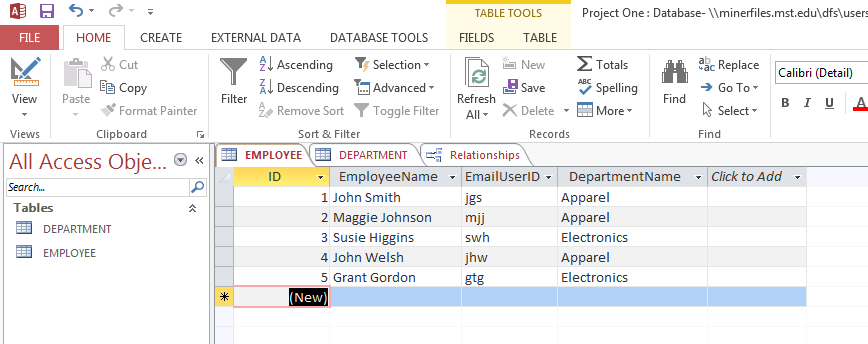 TABLE TOOLS
Project One : Database- \\minerfiles.mst.edu\dfs\users
FILE HOME CREATE EXTERNAL DATA DATABASE TOOLS FIELDS TABLE
View
Views
Paste
Cut
Copy
Format Painter
Clipboard
Filter
Ascending
Descending
Remove Sort
Selection
Advanced
Toggle Filter
Sort & Filter
Refresh
All
New
Save
Delete
Totals
Spelling
More
Records
Find
Replace
Go To
Select
Find
Calibri (Detail)
B I U A
All Access Obje...
Search...
Tables
DEPARTMENT
EMPLOYEE
EMPLOYEE DEPARTMENT Relationships
ID EmployeeName EmailUserID DepartmentName Click to Add
1 John Smith jgs Apparel
2 Maggie Johnson mjj Apparel
3 Susie Higgins swh Electronics
4 John Welsh jhw Apparel
5 Grant Gordon gtg Electronics
(New)